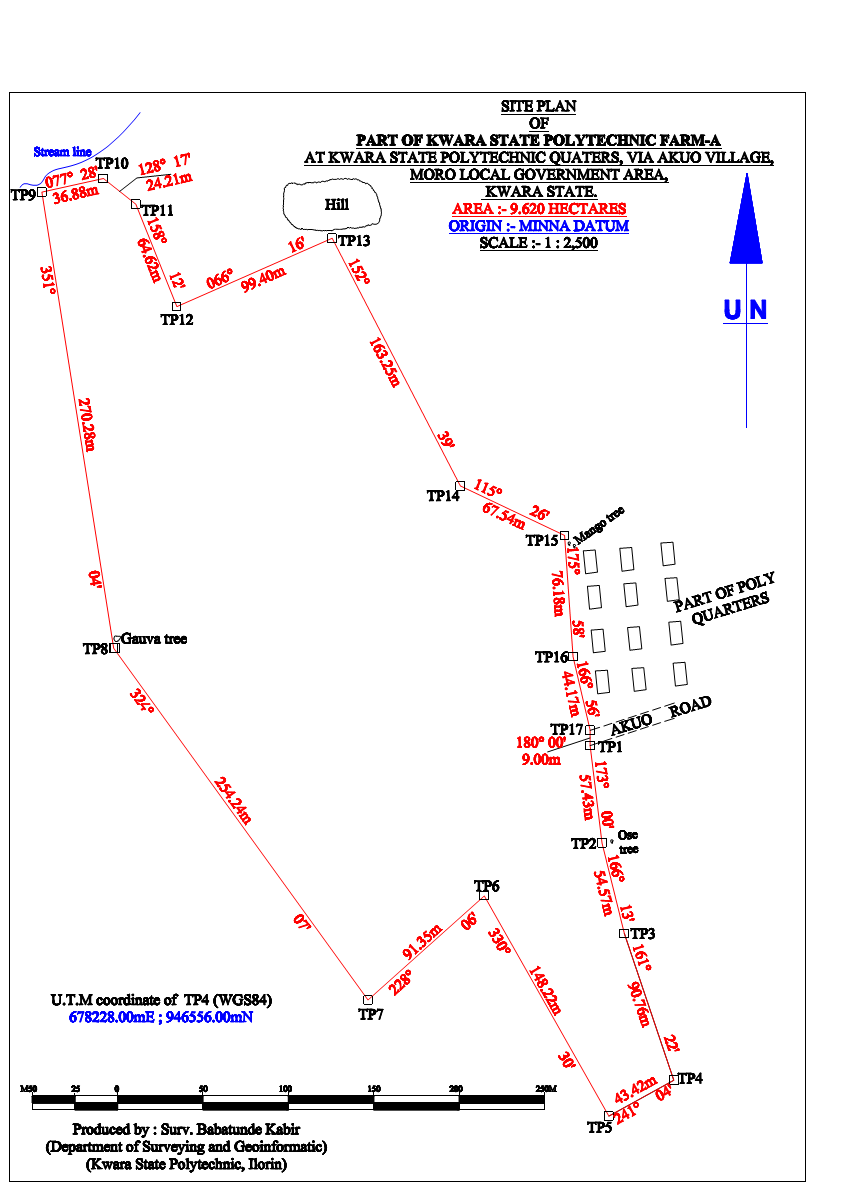 SITE PLAN
OF
PART OF KWARA STATE POLYTECHNIC FARM-A
AT KWARA STATE POLYTECHNIC QUATERS, VIA AKUO VILLAGE,
MORO LOCAL GOVERNMENT AREA,
KWARA STATE.
AREA :- 9.620 HECTARES
ORIGIN :- MINNA DATUM
SCALE :- 1 : 2,500
U N
Stream line
TP9
077° 28'
36.88m
TP10
128° 17'
24.21m
TP11
158° 12'
64.62m
TP12
066° 16'
99.40m
Hill
TP13
152° 39'
163.25m
TP14
115° 26'
67.54m
TP15
Mango tree
175° 58'
76.18m
PART OF POLY
QUARTERS
TP16
166° 56'
44.17m
TP17
AKUO ROAD
180° 00'
9.00m
TP1
173° 00'
57.43m
TP2
Ose
tree
166° 13'
54.57m
TP3
161° 22'
90.76m
TP4
43.42m
241° 04'
TP5
330° 30'
148.22m
TP6
91.35m
228° 06'
TP7
324° 07'
254.24m
TP8
Gauva tree
351° 04'
270.28m
U.T.M coordinate of TP4 (WGS84)
678228.00mE ; 946556.00mN
M50 25 0 50 100 150 200 250M
Produced by : Surv. Babatunde Kabir
(Department of Surveying and Geoinformatic)
(Kwara State Polytechnic, Ilorin)